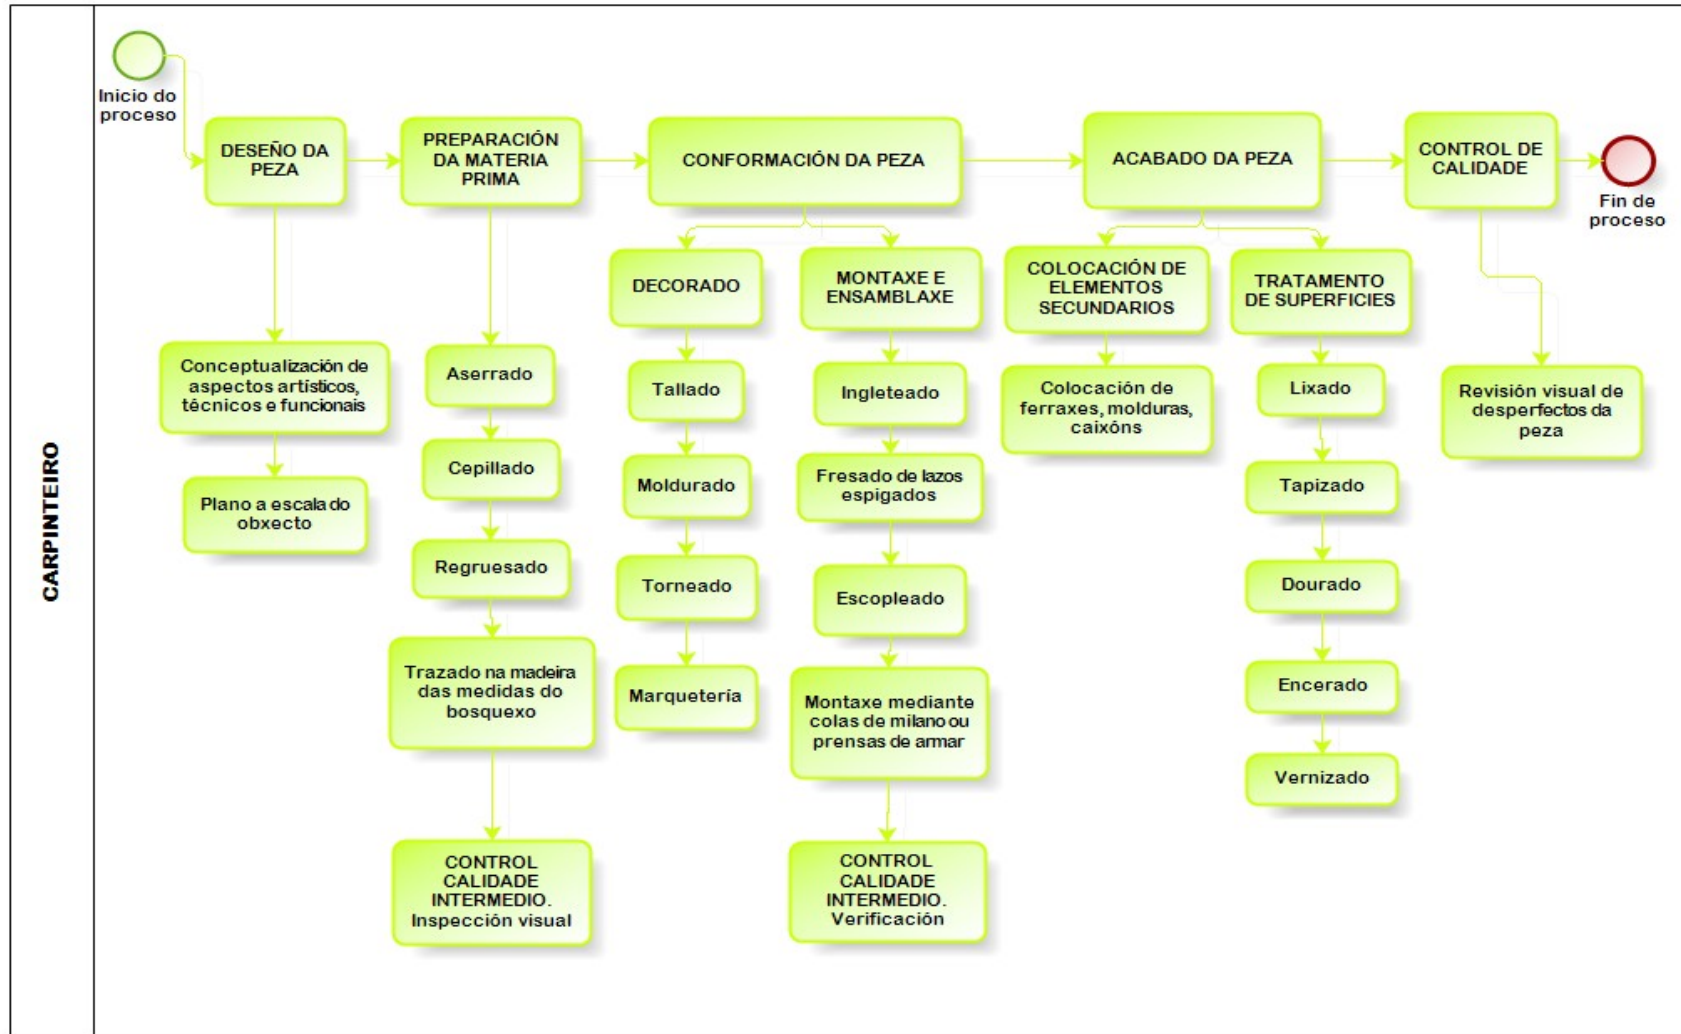 CARPINTEIRO
Inicio do
proceso
DESEÑO DA
PEZA
PREPARACIÓN
DA MATERIA
PRIMA
CONFORMACIÓN DA PEZA
ACABADO DA PEZA
CONTROL DE
CALIDADE
Fin de
proceso
Conceptualización de
aspectos artísticos,
técnicos e funcionais
Plano a escala do
obxecto
Aserrado
Cepillado
Regruesado
Trazado na madeira
das medidas do
bosquexo
CONTROL
CALIDADE
INTERMEDIO.
Inspección visual
DECORADO
Tallado
Moldurado
Torneado
Marquetería
MONTAXE E
ENSAMBLAXE
Ingleteado
Fresado de lazos
espigados
Escopleado
Montaxe mediante
colas de milano ou
prensas de armar
CONTROL
CALIDADE
INTERMEDIO.
Verificación
COLOCACIÓN DE
ELEMENTOS
SECUNDARIOS
Colocación de
ferraxes, molduras,
caixóns
TRATAMENTO
DE SUPERFICIES
Lixado
Tapizado
Dourado
Encerado
Vernizado
Revisión visual de
desperfectos da
peza